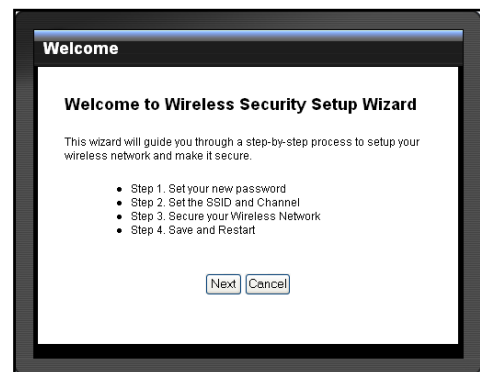 Welcome
Welcome to Wireless Security Setup Wizard
This wizard will guide you through a step-by-step process to setup your
wireless network and make it secure.
● Step 1. Set your new password
● Step 2. Set the SSID and Channel
● Step 3. Secure your Wireless Network
● Step 4. Save and Restart
Next Cancel